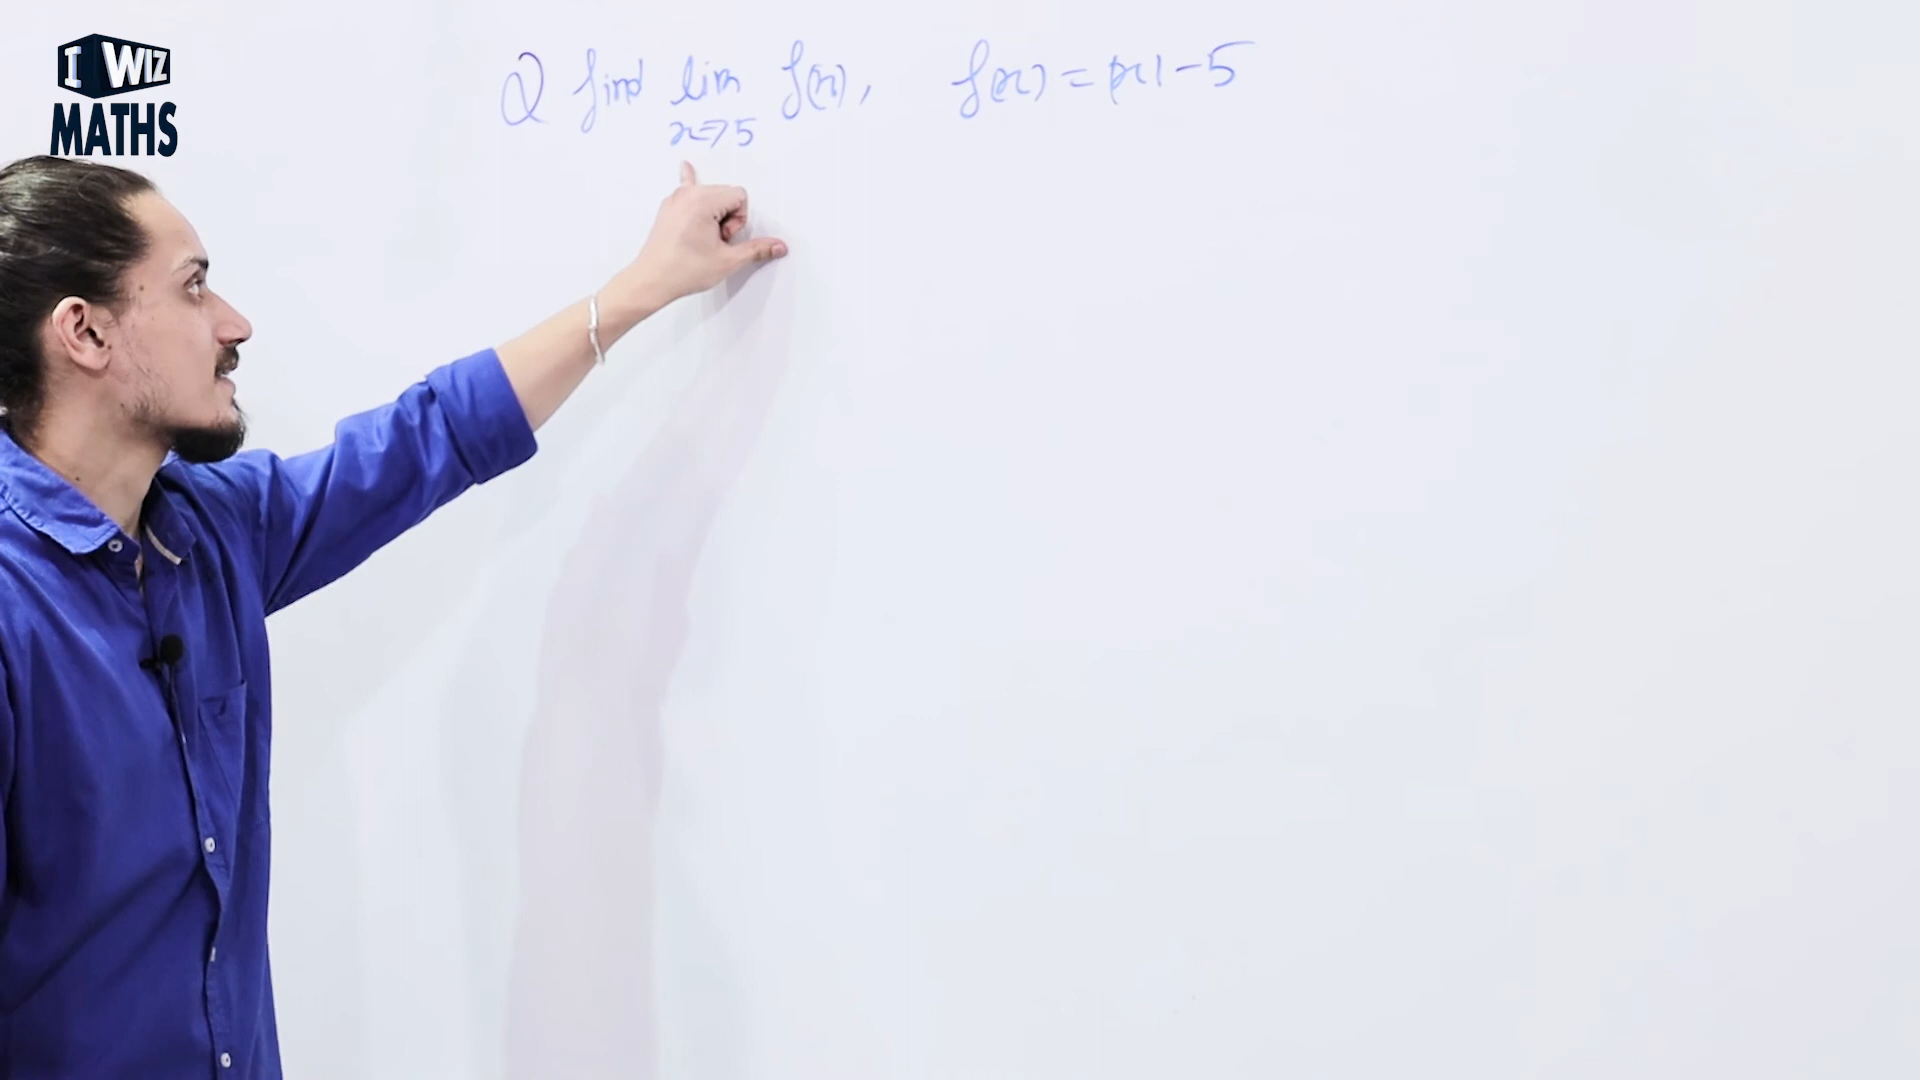 I WIZ
MATHS
Q find lim f(x), f(x) = |x| - 5
x→5